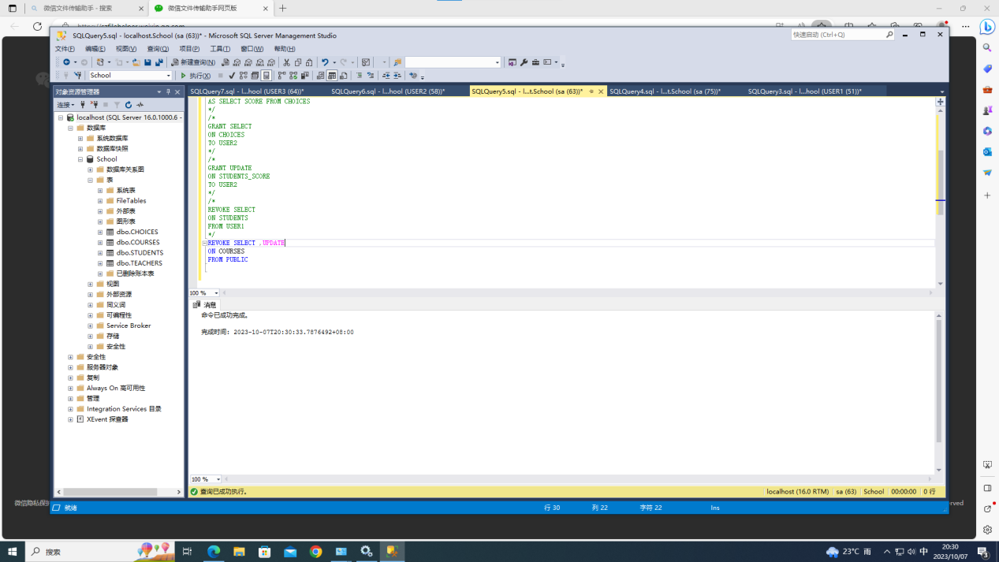 微信文件传输助手 - 搜索
微信文件传输助手网页版
SQLQuery5.sql - localhost.School (sa (63))* - Microsoft SQL Server Management Studio
快速启动 (Ctrl+Q)
文件(F) 编辑(E) 视图(V) 查询(Q) 项目(P) 工具(T) 窗口(W) 帮助(H)
新建查询(N)
School
执行(X)
对象资源管理器
SQLQuery7.sql - l...hool (USER3 (64))*
SQLQuery6.sql - l...hool (USER2 (58))*
SQLQuery5.sql - l...t.School (sa (63))*
SQLQuery4.sql - l...t.School (sa (75))*
SQLQuery3.sql - l...hool (USER1 (51))*
连接
localhost (SQL Server 16.0.1000.6 -
数据库
系统数据库
数据库快照
School
数据库关系图
表
系统表
FileTables
外部表
图形表
dbo.CHOICES
dbo.COURSES
dbo.STUDENTS
dbo.TEACHERS
已删除账本表
视图
外部资源
同义词
可编程性
Service Broker
存储
安全性
安全性
服务器对象
复制
Always On 高可用性
管理
Integration Services 目录
XEvent 探查器
AS SELECT SCORE FROM CHOICES
*/
/*
GRANT SELECT
ON CHOICES
TO USER2
*/
/*
GRANT UPDATE
ON STUDENTS_SCORE
TO USER2
*/
/*
REVOKE SELECT
ON STUDENTS
FROM USER1
*/
REVOKE SELECT ,UPDATE
ON COURSES
FROM PUBLIC
100 %
消息
命令已成功完成。
完成时间: 2023-10-07T20:30:33.7876492+08:00
100 %
查询已成功执行。
localhost (16.0 RTM) sa (63) School 00:00:00 0 行
就绪
行 30 列 22 字符 22 Ins
微信隐私保护
rved
搜索
23°C 雨
中
20:30
2023/10/07
3